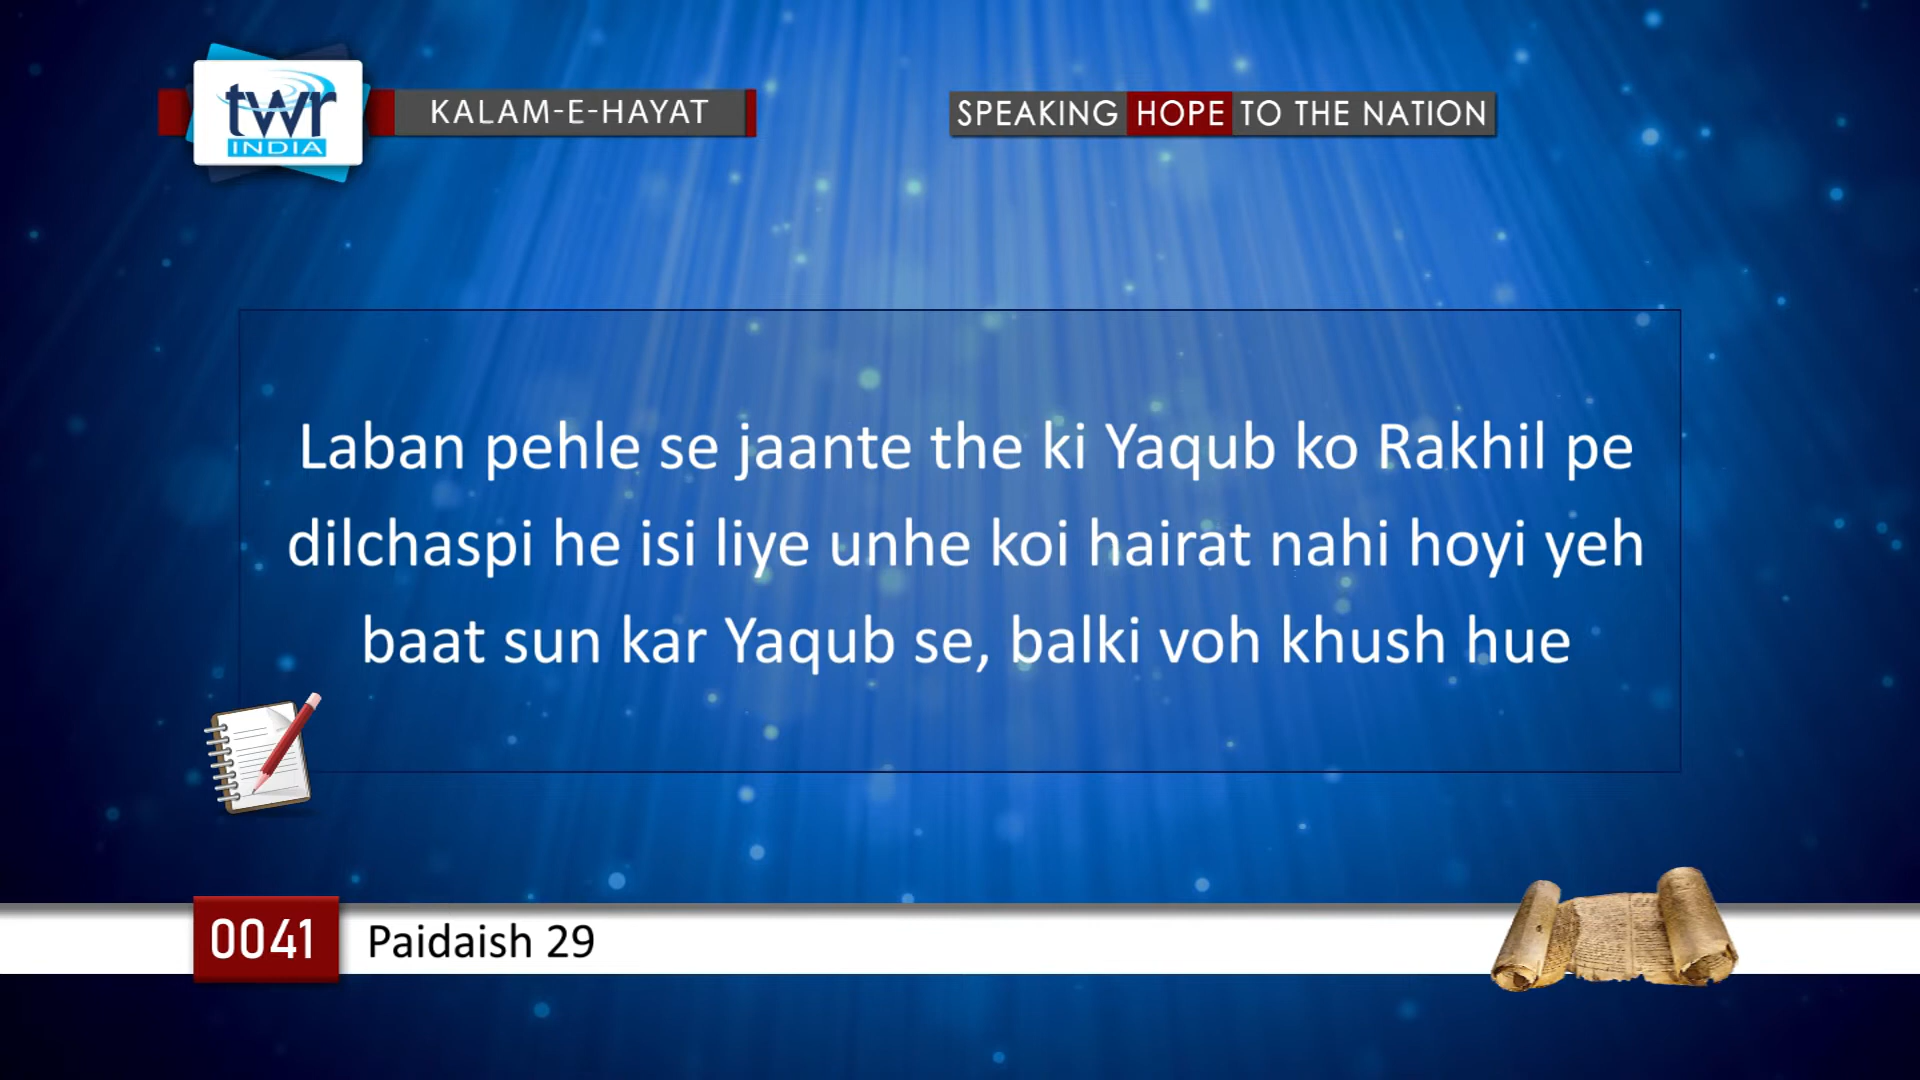 twr
INDIA
KALAM-E-HAYAT
SPEAKING HOPE TO THE NATION
Laban pehle se jaante the ki Yaqub ko Rakhil pe
dilchaspi he isi liye unhe koi hairat nahi hoyi yeh
baat sun kar Yaqub se, balki voh khush hue
0041
Paidaish 29